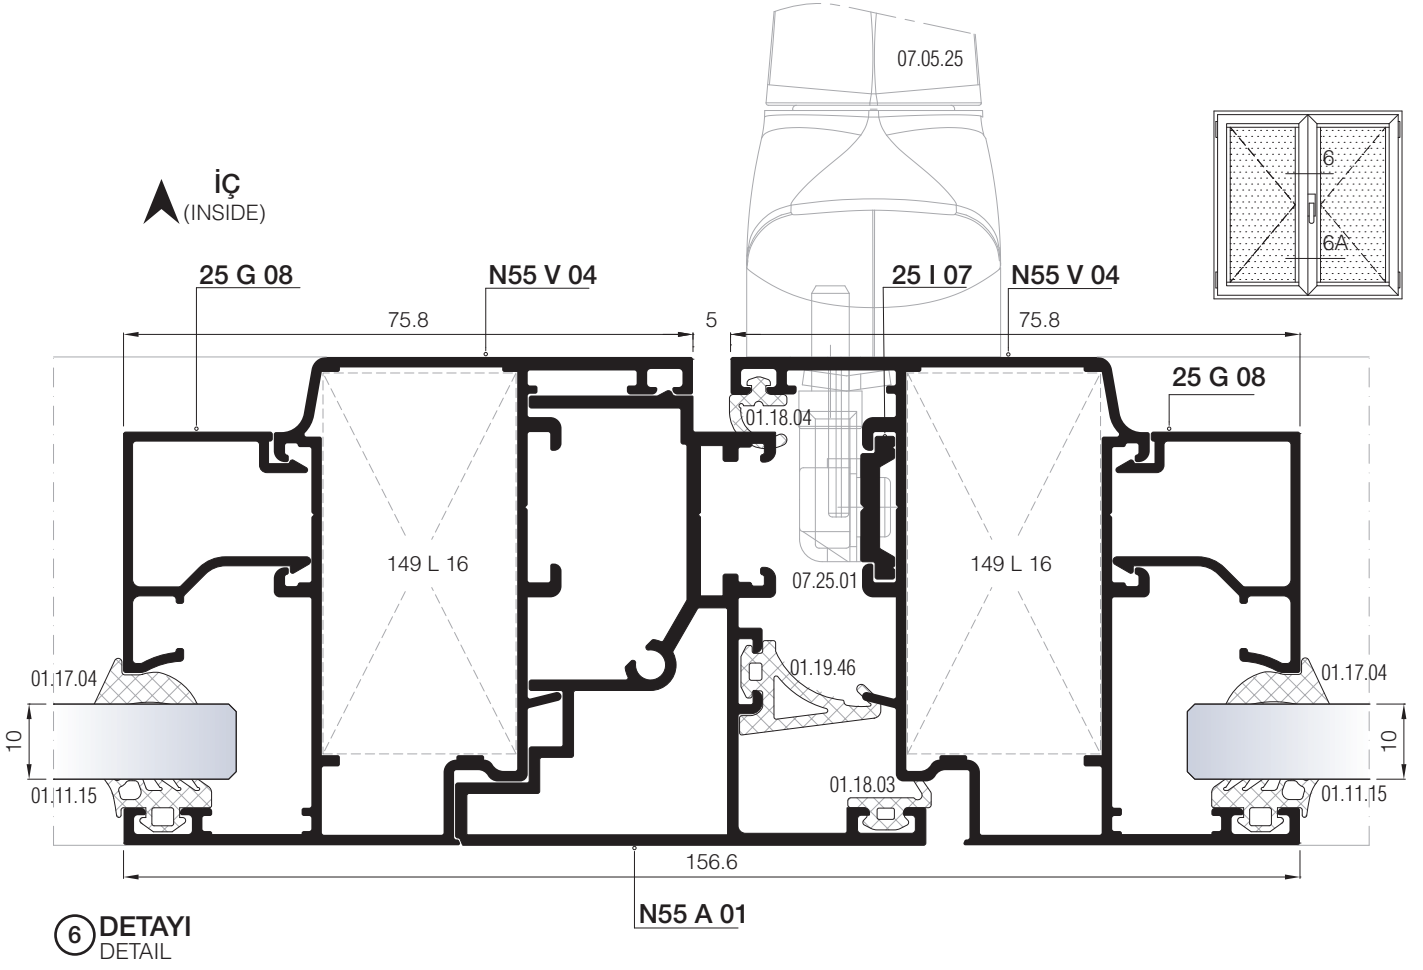 07.05.25
İÇ
(INSIDE)
6
6A
25 G 08
N55 V 04
25 I 07
N55 V 04
75.8
5
75.8
25 G 08
01.18.04
149 L 16
149 L 16
07.25.01
01.17.04
01.19.46
01.17.04
10
10
01.11.15
01.18.03
01.11.15
156.6
N55 A 01
6 DETAYI
DETAIL